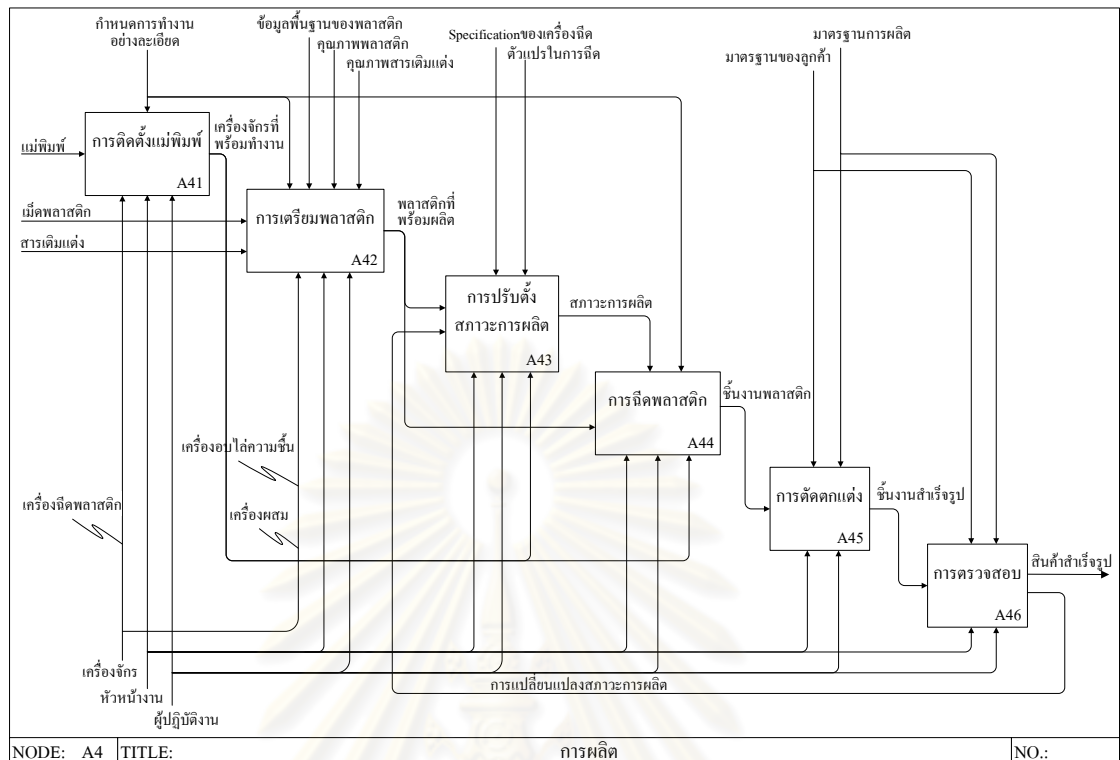 กำหนดการทำงาน
อย่างละเอียด
ข้อมูลพื้นฐานของพลาสติก
คุณภาพพลาสติก
คุณภาพสารเติมแต่ง
Specificationของเครื่องฉีด
ตัวแปรในการฉีด
มาตรฐานการผลิต
มาตรฐานของลูกค้า
แม่พิมพ์
การติดตั้งแม่พิมพ์
A41
เครื่องจักรที่
พร้อมทำงาน
เม็ดพลาสติก
สารเติมแต่ง
การเตรียมพลาสติก
A42
พลาสติกที่
พร้อมผลิต
การปรับตั้ง
สภาวะการผลิต
A43
สภาวะการผลิต
การฉีดพลาสติก
A44
ชิ้นงานพลาสติก
เครื่องอบไล่ความชื้น
เครื่องฉีดพลาสติก
เครื่องผสม
การตัดตกแต่ง
A45
ชิ้นงานสำเร็จรูป
การตรวจสอบ
A46
สินค้าสำเร็จรูป
เครื่องจักร
หัวหน้างาน
ผู้ปฏิบัติงาน
การเปลี่ยนแปลงสภาวะการผลิต
NODE: A4 TITLE: การผลิต NO.: